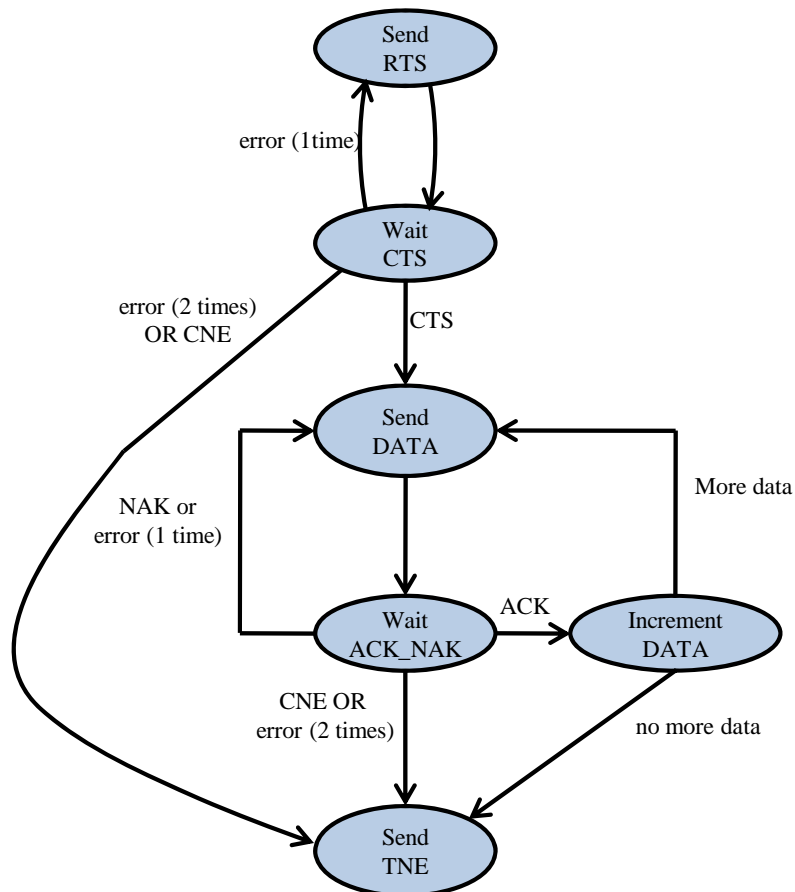 Send
RTS
error (1time)
Wait
CTS
error (2 times)
OR CNE
CTS
Send
DATA
More data
NAK or
error (1 time)
ACK
Wait
ACK_NAK
Increment
DATA
CNE OR
error (2 times)
no more data
Send
TNE